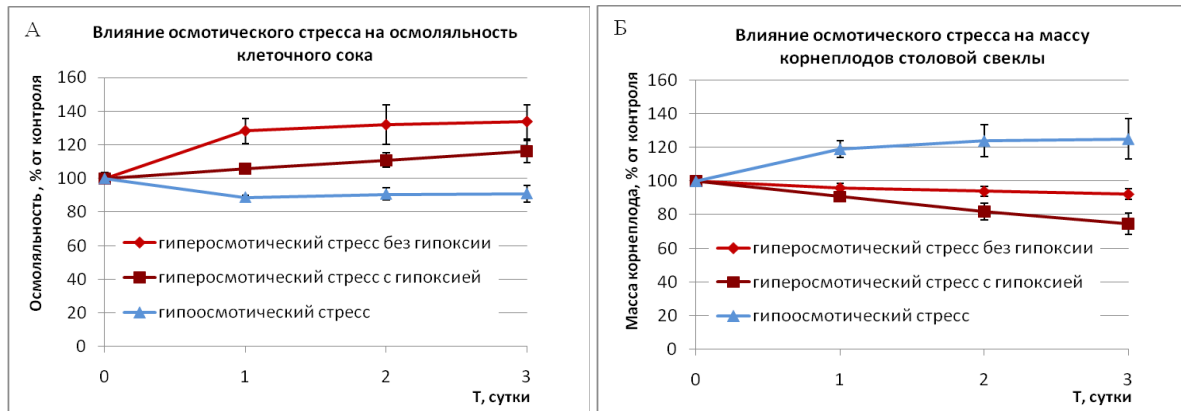 А
Влияние осмотического стресса на осмоляльность
клеточного сока
Осмоляльность, % от контроля
160
140
120
100
80
60
40
20
0
гиперосмотический стресс без гипоксии
гиперосмотический стресс с гипоксией
гипоосмотический стресс
0
1
2
3
Т, сутки
Б
Влияние осмотического стресса на массу
корнеплодов столовой свеклы
Масса корнеплода, % от контроля
160
140
120
100
80
60
40
20
0
гиперосмотический стресс без гипоксии
гиперосмотический стресс с гипоксией
гипоосмотический стресс
0
1
2
3
Т, сутки